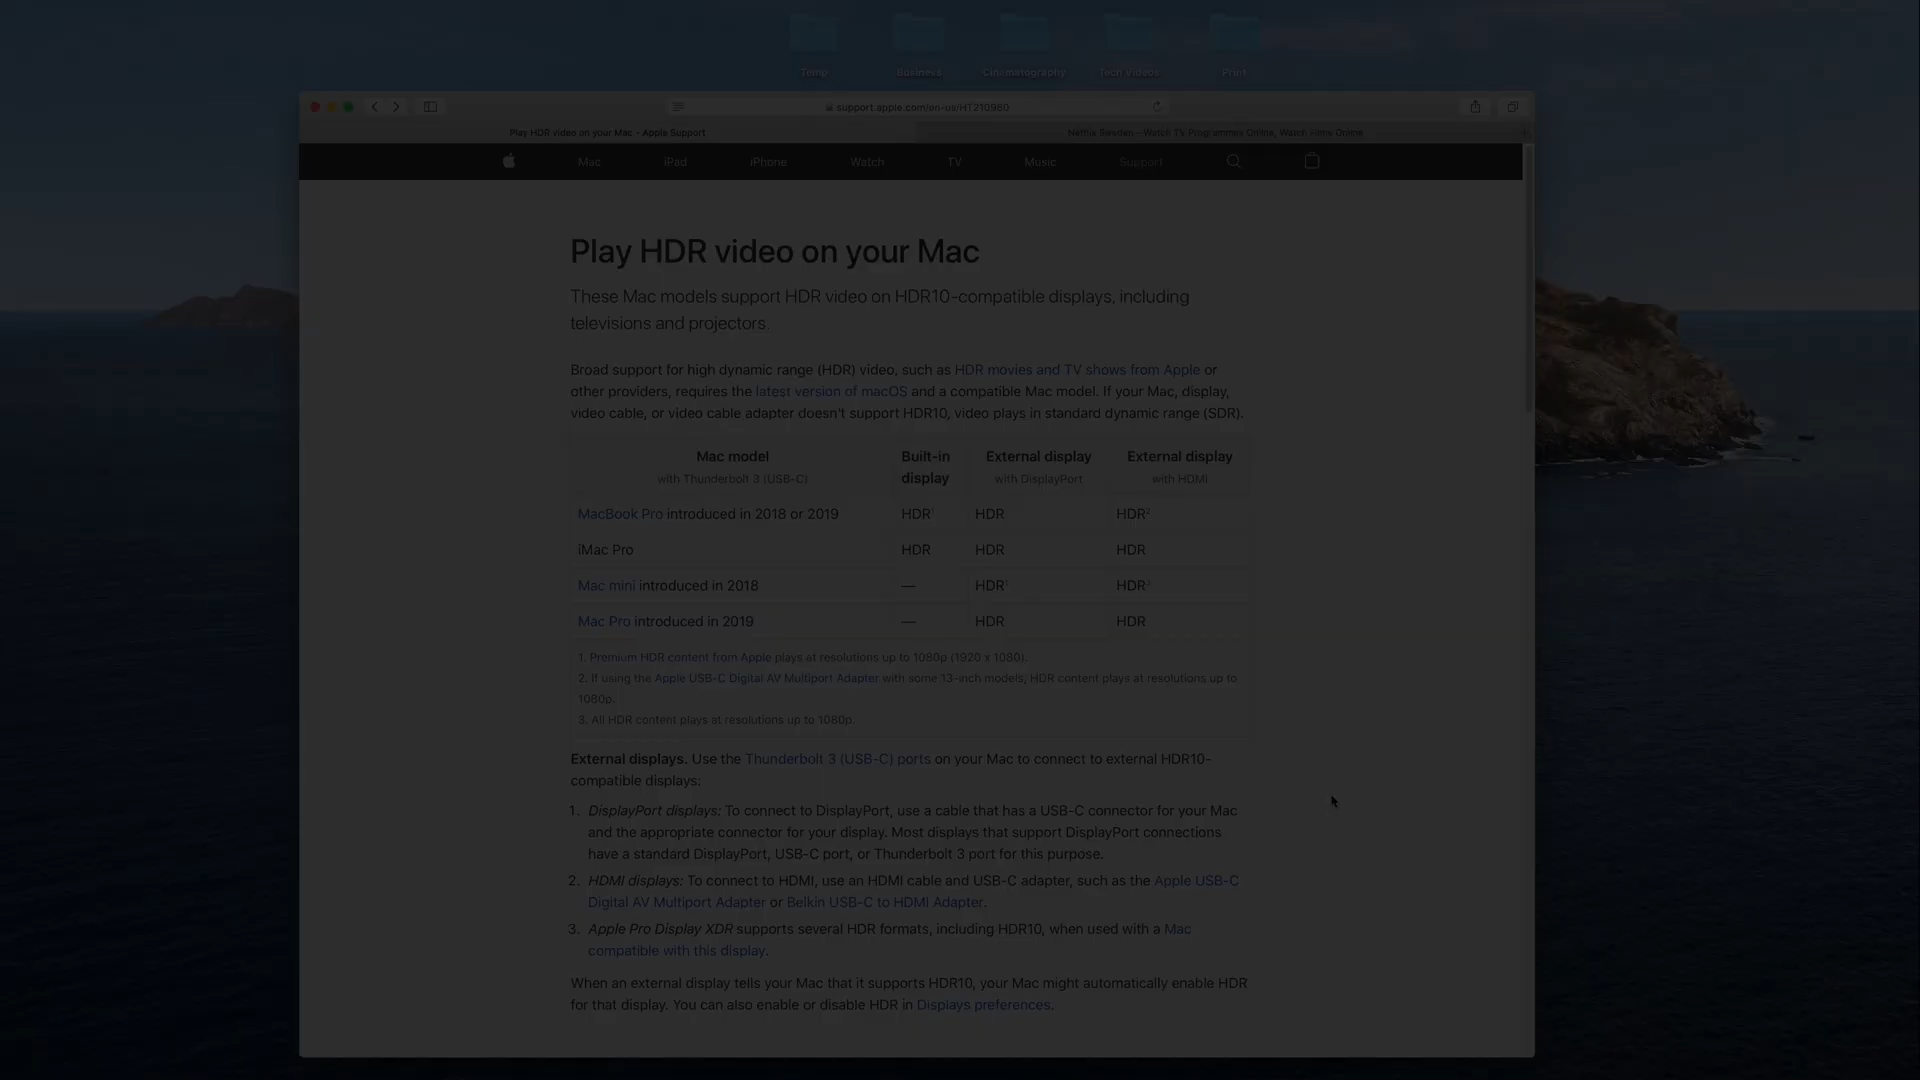 Temp Business Cinematography Tech Videos Print
support.apple.com/en-us/HT210980
Play HDR video on your Mac - Apple Support
Netflix Sweden - Watch TV Programmes Online, Watch Films Online
Mac iPad iPhone Watch TV Music Support
Play HDR video on your Mac
These Mac models support HDR video on HDR10-compatible displays, including
televisions and projectors.
Broad support for high dynamic range (HDR) video, such as HDR movies and TV shows from Apple or
other providers, requires the latest version of macOS and a compatible Mac model. If your Mac, display,
video cable, or video cable adapter doesn't support HDR10, video plays in standard dynamic range (SDR).
Mac model Built-in External display External display
with Thunderbolt 3 (USB-C) display with DisplayPort with HDMI
MacBook Pro introduced in 2018 or 2019 HDR¹ HDR HDR²
iMac Pro HDR HDR HDR
Mac mini introduced in 2018 — HDR¹ HDR³
Mac Pro introduced in 2019 — HDR HDR
1. Premium HDR content from Apple plays at resolutions up to 1080p (1920 x 1080).
2. If using the Apple USB-C Digital AV Multiport Adapter with some 13-inch models, HDR content plays at resolutions up to
1080p.
3. All HDR content plays at resolutions up to 1080p.
External displays. Use the Thunderbolt 3 (USB-C) ports on your Mac to connect to external HDR10-
compatible displays:
1. DisplayPort displays: To connect to DisplayPort, use a cable that has a USB-C connector for your Mac
and the appropriate connector for your display. Most displays that support DisplayPort connections
have a standard DisplayPort, USB-C port, or Thunderbolt 3 port for this purpose.
2. HDMI displays: To connect to HDMI, use an HDMI cable and USB-C adapter, such as the Apple USB-C
Digital AV Multiport Adapter or Belkin USB-C to HDMI Adapter.
3. Apple Pro Display XDR supports several HDR formats, including HDR10, when used with a Mac
compatible with this display.
When an external display tells your Mac that it supports HDR10, your Mac might automatically enable HDR
for that display. You can also enable or disable HDR in Displays preferences.